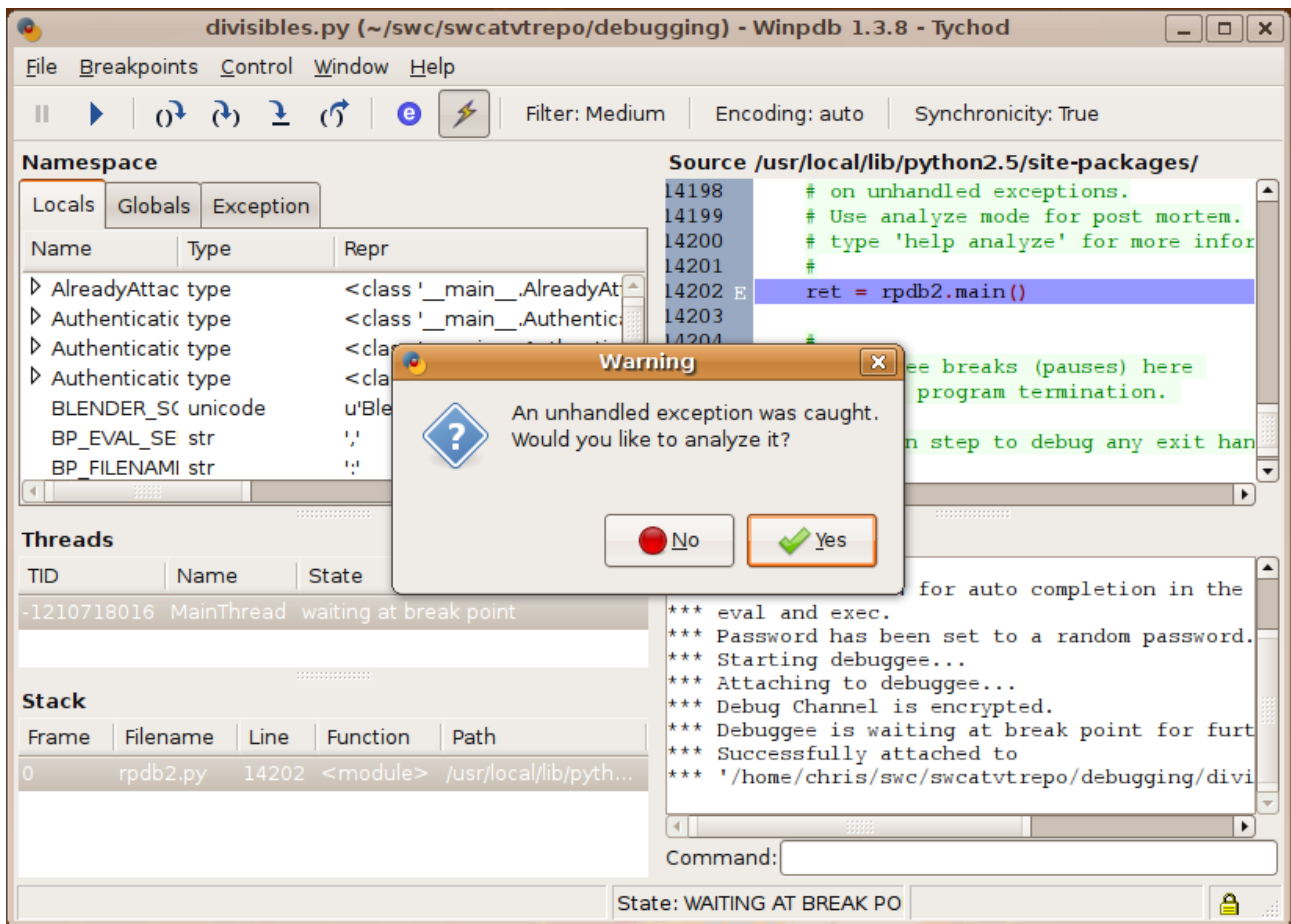 divisibles.py (~/swc/swcatvtrepo/debugging) - Winpdb 1.3.8 - Tychod
File Breakpoints Control Window Help
Filter: Medium Encoding: auto Synchronicity: True
Namespace
Locals Globals Exception
Name Type Repr
AlreadyAttac type <class '__main__.AlreadyAt
Authenticatic type <class '__main__.Authentic
Authenticatic type <cla
Authenticatic type <cla
BLENDER_SC unicode u'Ble
BP_EVAL_SE str ','
BP_FILENAMI str ':'
Source /usr/local/lib/python2.5/site-packages/
14198 # on unhandled exceptions.
14199 # Use analyze mode for post mortem.
14200 # type 'help analyze' for more infor
14201 #
14202 E ret = rpdb2.main()
14203
14204 #
ee breaks (pauses) here
program termination.
n step to debug any exit han
Warning
An unhandled exception was caught.
Would you like to analyze it?
No Yes
Threads
TID Name State
-1210718016 MainThread waiting at break point
Stack
Frame Filename Line Function Path
0 rpdb2.py 14202 <module> /usr/local/lib/pyth...
for auto completion in the
*** eval and exec.
*** Password has been set to a random password.
*** Starting debuggee...
*** Attaching to debuggee...
*** Debug Channel is encrypted.
*** Debuggee is waiting at break point for furt
*** Successfully attached to
*** '/home/chris/swc/swcatvtrepo/debugging/divi
Command:
State: WAITING AT BREAK PO